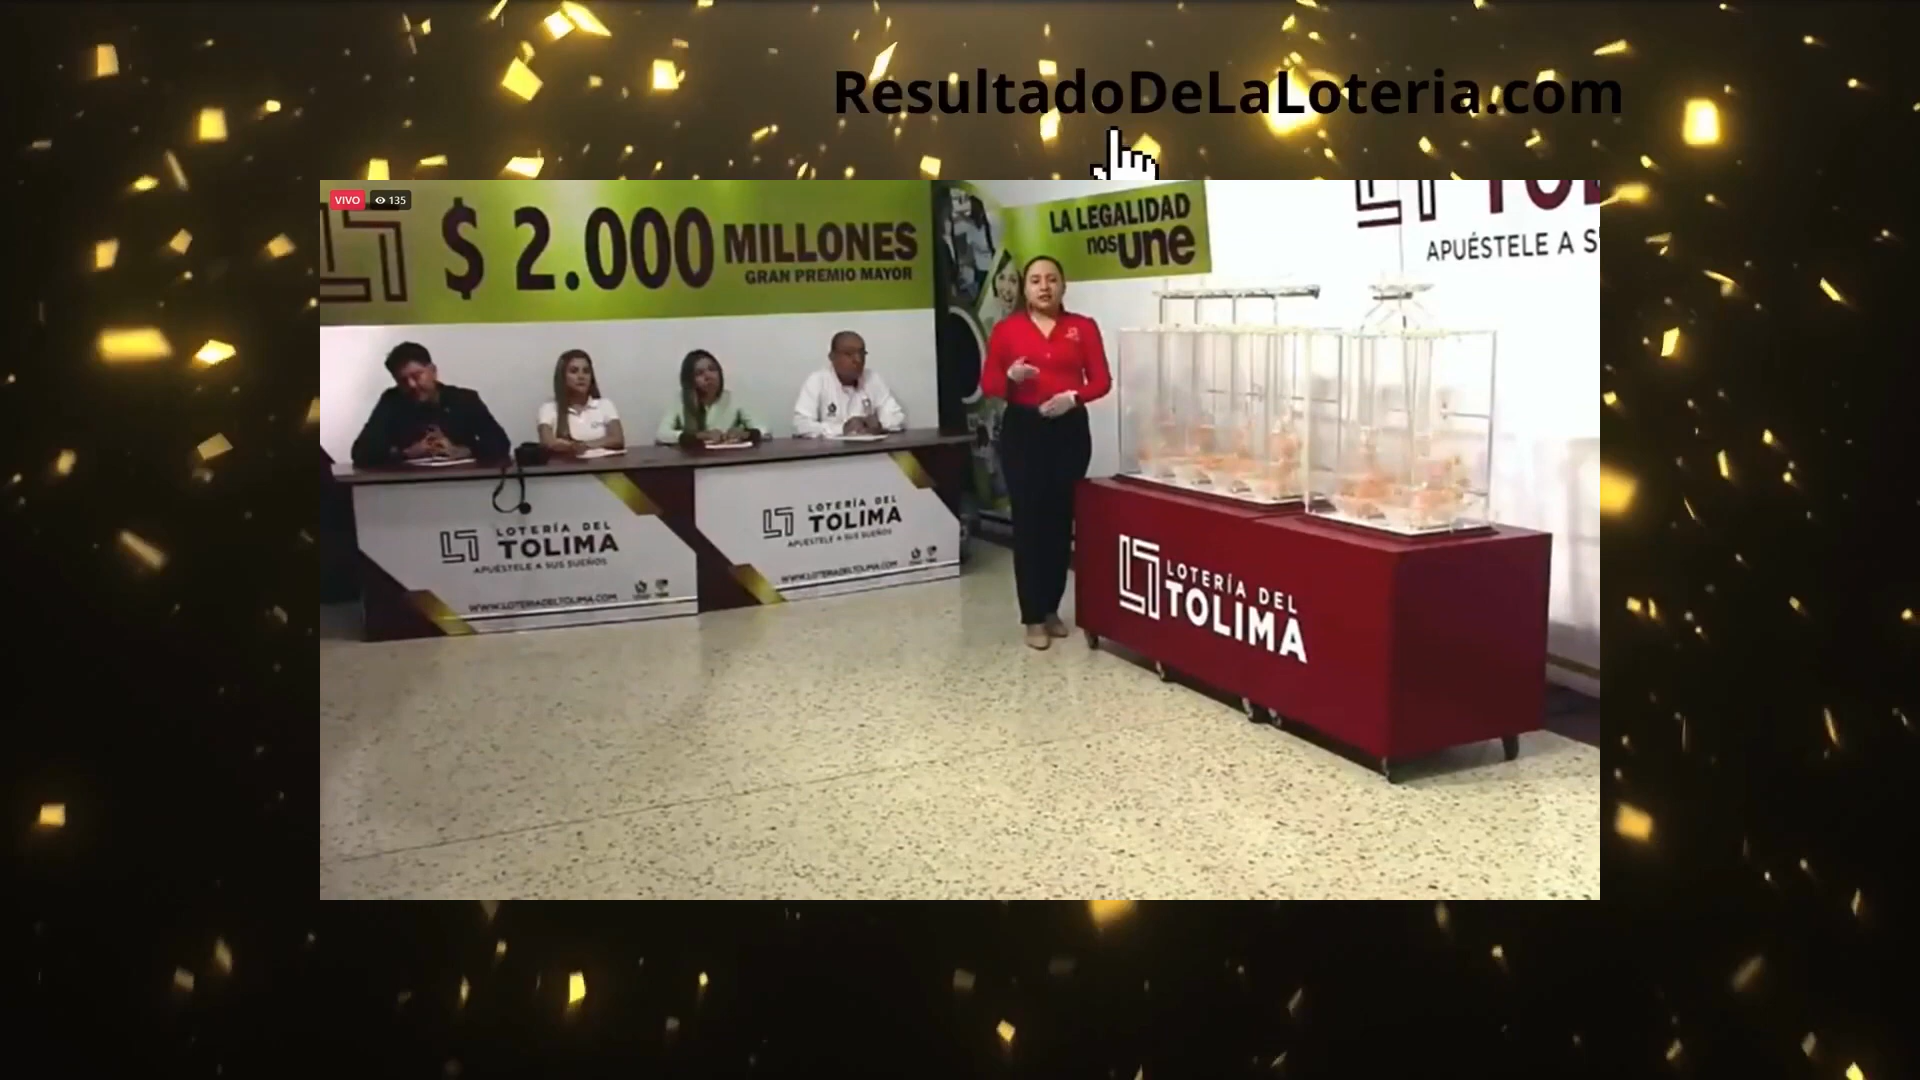 ResultadoDeLaLoteria.com
VIVO 135
$ 2.000 MILLONES
GRAN PREMIO MAYOR
LA LEGALIDAD
nos une
APUÉSTELE A S
LOTERÍA DEL
TOLIMA
APUÉSTELE A SUS SUEÑOS
WWW.LOTERIADELTOLIMA.COM
LOTERÍA DEL
TOLIMA
APUÉSTELE A SUS SUEÑOS
WWW.LOTERIADELTOLIMA.COM
LOTERÍA DEL
TOLIMA